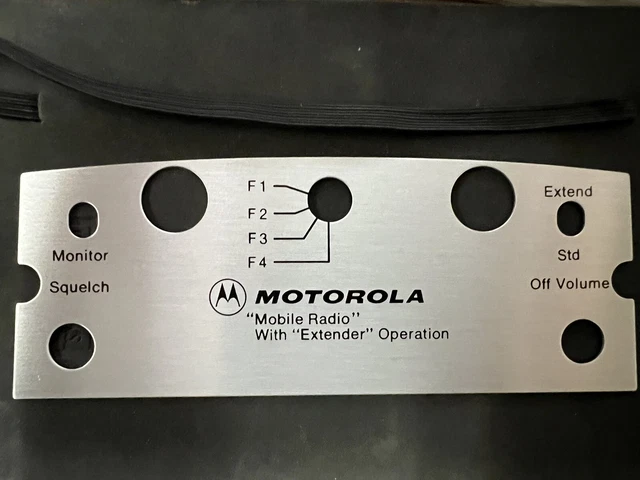 F1
F2
F3
F4
Extend
Monitor
Std
Squelch
Off Volume
MOTOROLA
"Mobile Radio"
With "Extender" Operation